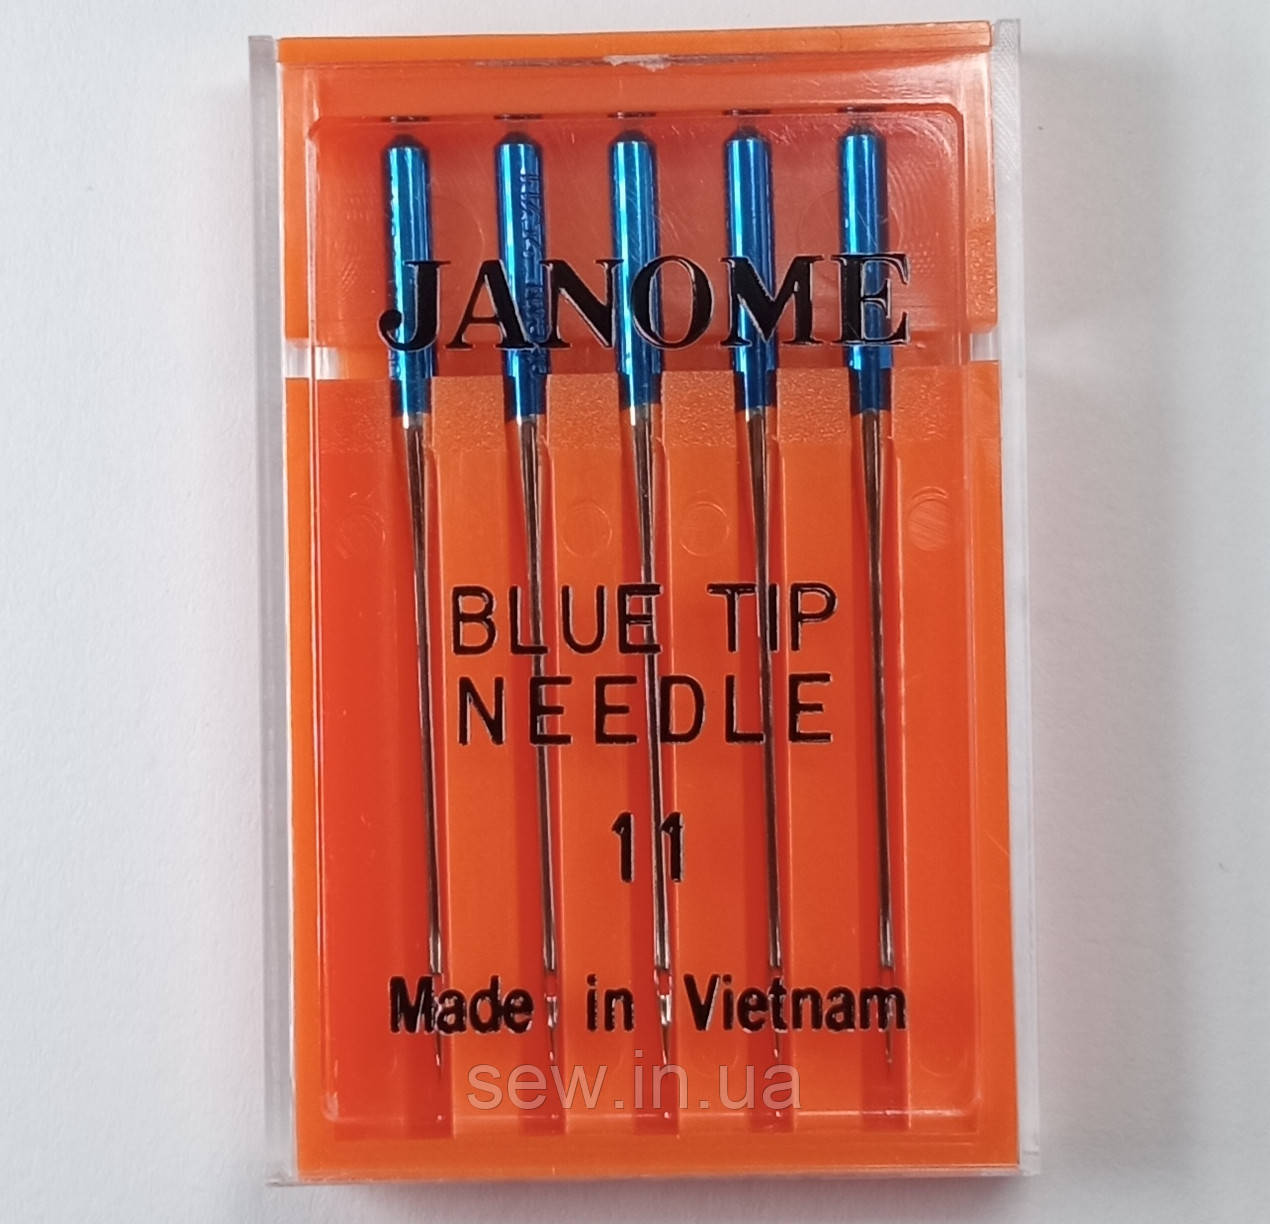 JANOME
BLUE TIP
NEEDLE
11
Made in Vietnam
sew.in.ua